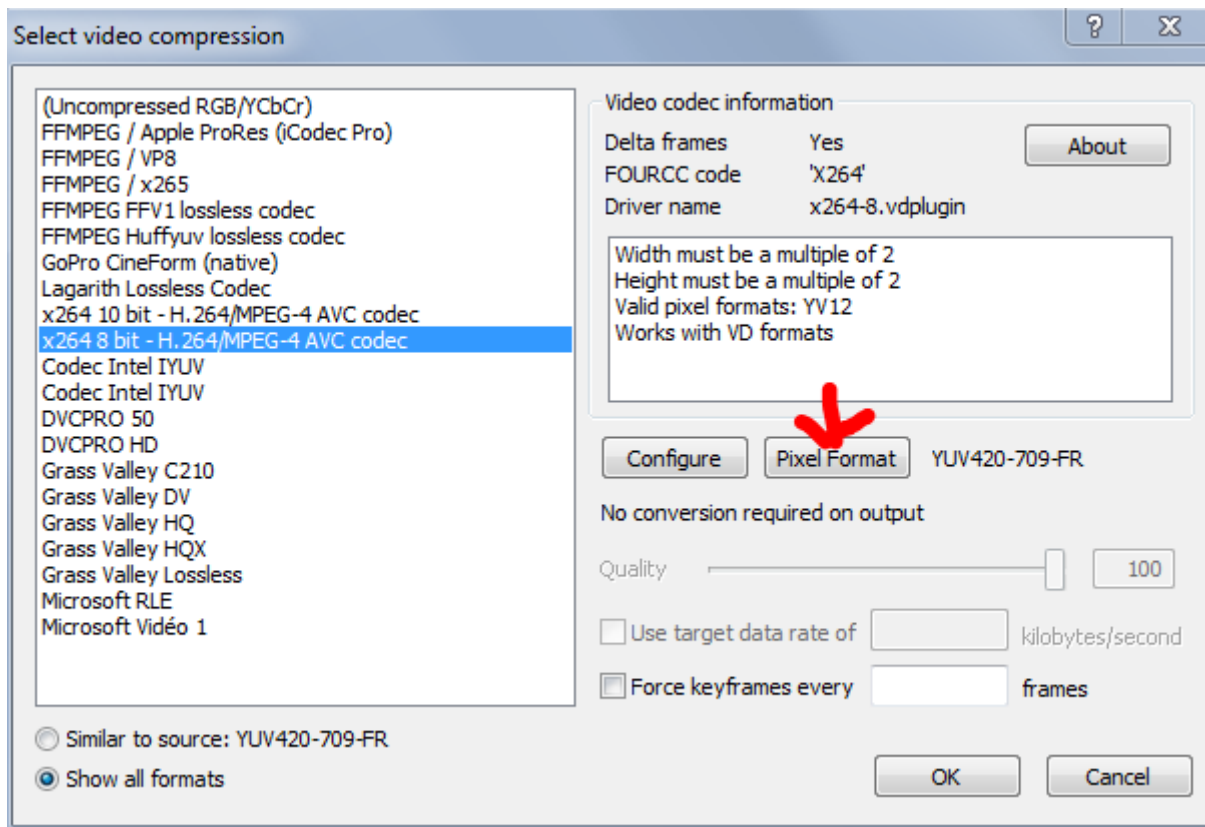 Select video compression
(Uncompressed RGB/YCbCr)
FFMPEG / Apple ProRes (iCodec Pro)
FFMPEG / VP8
FFMPEG / x265
FFMPEG FFV1 lossless codec
FFMPEG Huffyuv lossless codec
GoPro CineForm (native)
Lagarith Lossless Codec
x264 10 bit - H.264/MPEG-4 AVC codec
x264 8 bit - H.264/MPEG-4 AVC codec
Codec Intel IYUV
Codec Intel IYUV
DVCPRO 50
DVCPRO HD
Grass Valley C210
Grass Valley DV
Grass Valley HQ
Grass Valley HQX
Grass Valley Lossless
Microsoft RLE
Microsoft Vidéo 1
Similar to source: YUV420-709-FR
Show all formats
Video codec information
Delta frames Yes
About
FOURCC code 'X264'
Driver name x264-8.vdplugin
Width must be a multiple of 2
Height must be a multiple of 2
Valid pixel formats: YV12
Works with VD formats
Configure Pixel Format YUV420-709-FR
No conversion required on output
Quality 100
Use target data rate of kilobytes/second
Force keyframes every frames
OK Cancel